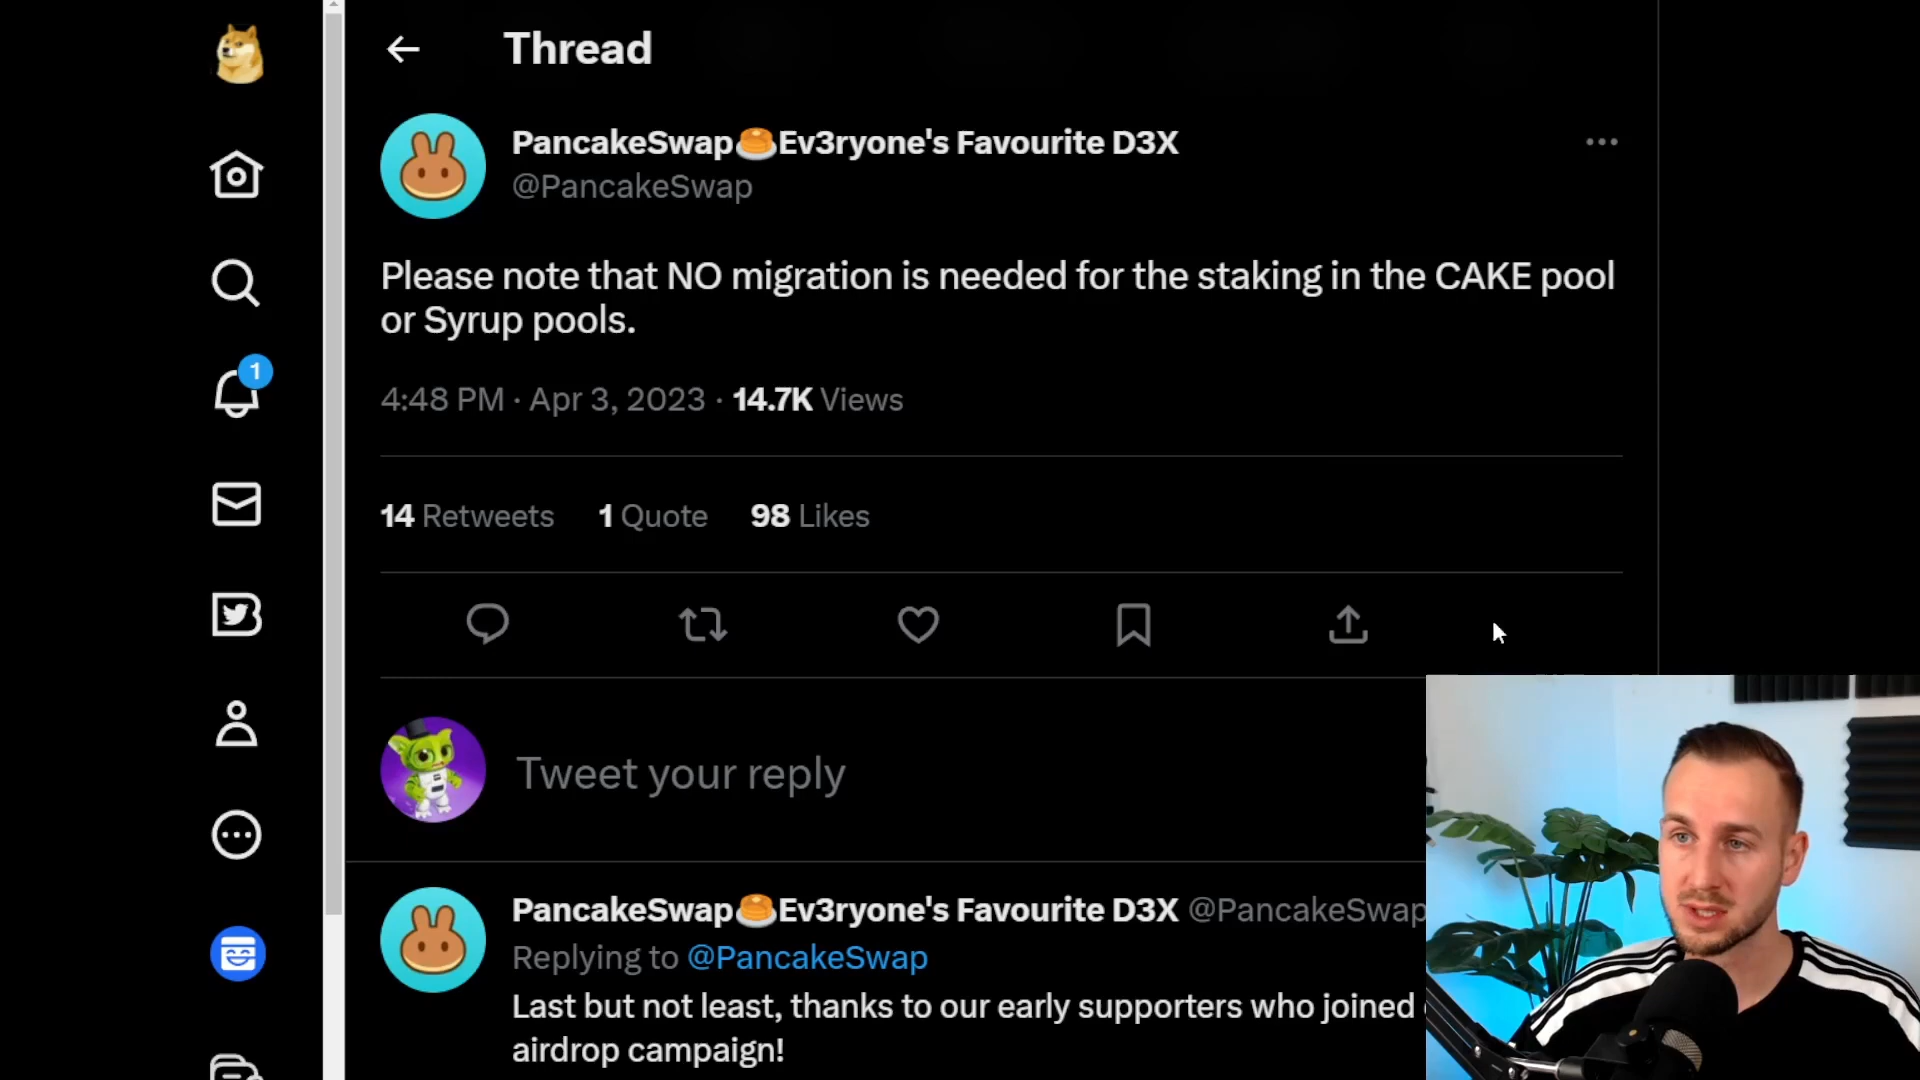 Thread
PancakeSwap🥞Ev3ryone's Favourite D3X
@PancakeSwap
Please note that NO migration is needed for the staking in the CAKE pool
or Syrup pools.
4:48 PM · Apr 3, 2023 · 14.7K Views
14 Retweets 1 Quote 98 Likes
1
Tweet your reply
PancakeSwap🥞Ev3ryone's Favourite D3X @PancakeSwap
Replying to @PancakeSwap
Last but not least, thanks to our early supporters who joined
airdrop campaign!